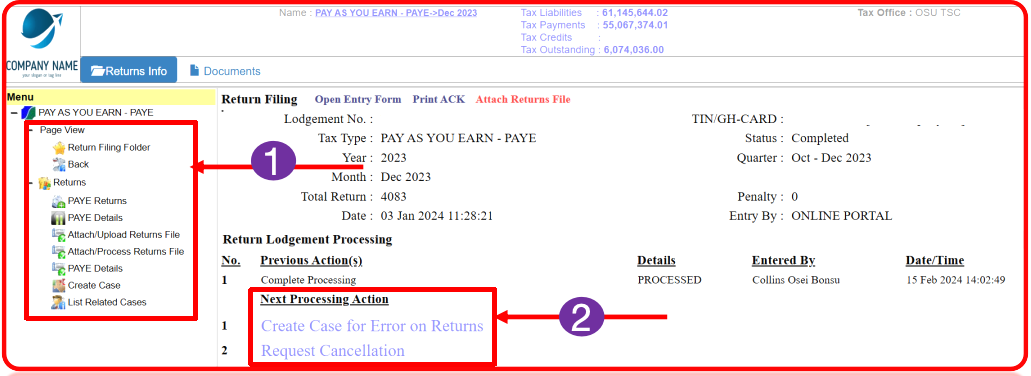 Name : PAY AS YOU EARN - PAYE->Dec 2023
Tax Liabilities : 61,145,644.02
Tax Payments : 55,067,374.01
Tax Credits :
Tax Outstanding : 6,074,036.00
Tax Office : OSU TSC
COMPANY NAME
your slogan or tag line
Returns Info
Documents
Menu
PAY AS YOU EARN - PAYE
Page View
Return Filing Folder
Back
Returns
PAYE Returns
PAYE Details
Attach/Upload Returns File
Attach/Process Returns File
PAYE Details
Create Case
List Related Cases
1
Return Filing Open Entry Form Print ACK Attach Returns File
Lodgement No. : TIN/GH-CARD :
Tax Type : PAY AS YOU EARN - PAYE Status : Completed
Year : 2023 Quarter : Oct - Dec 2023
Month : Dec 2023
Total Return : 4083 Penalty : 0
Date : 03 Jan 2024 11:28:21 Entry By : ONLINE PORTAL
Return Lodgement Processing
No. Previous Action(s) Details Entered By Date/Time
1 Complete Processing PROCESSED Collins Osei Bonsu 15 Feb 2024 14:02:49
Next Processing Action
1 Create Case for Error on Returns
2 Request Cancellation
2